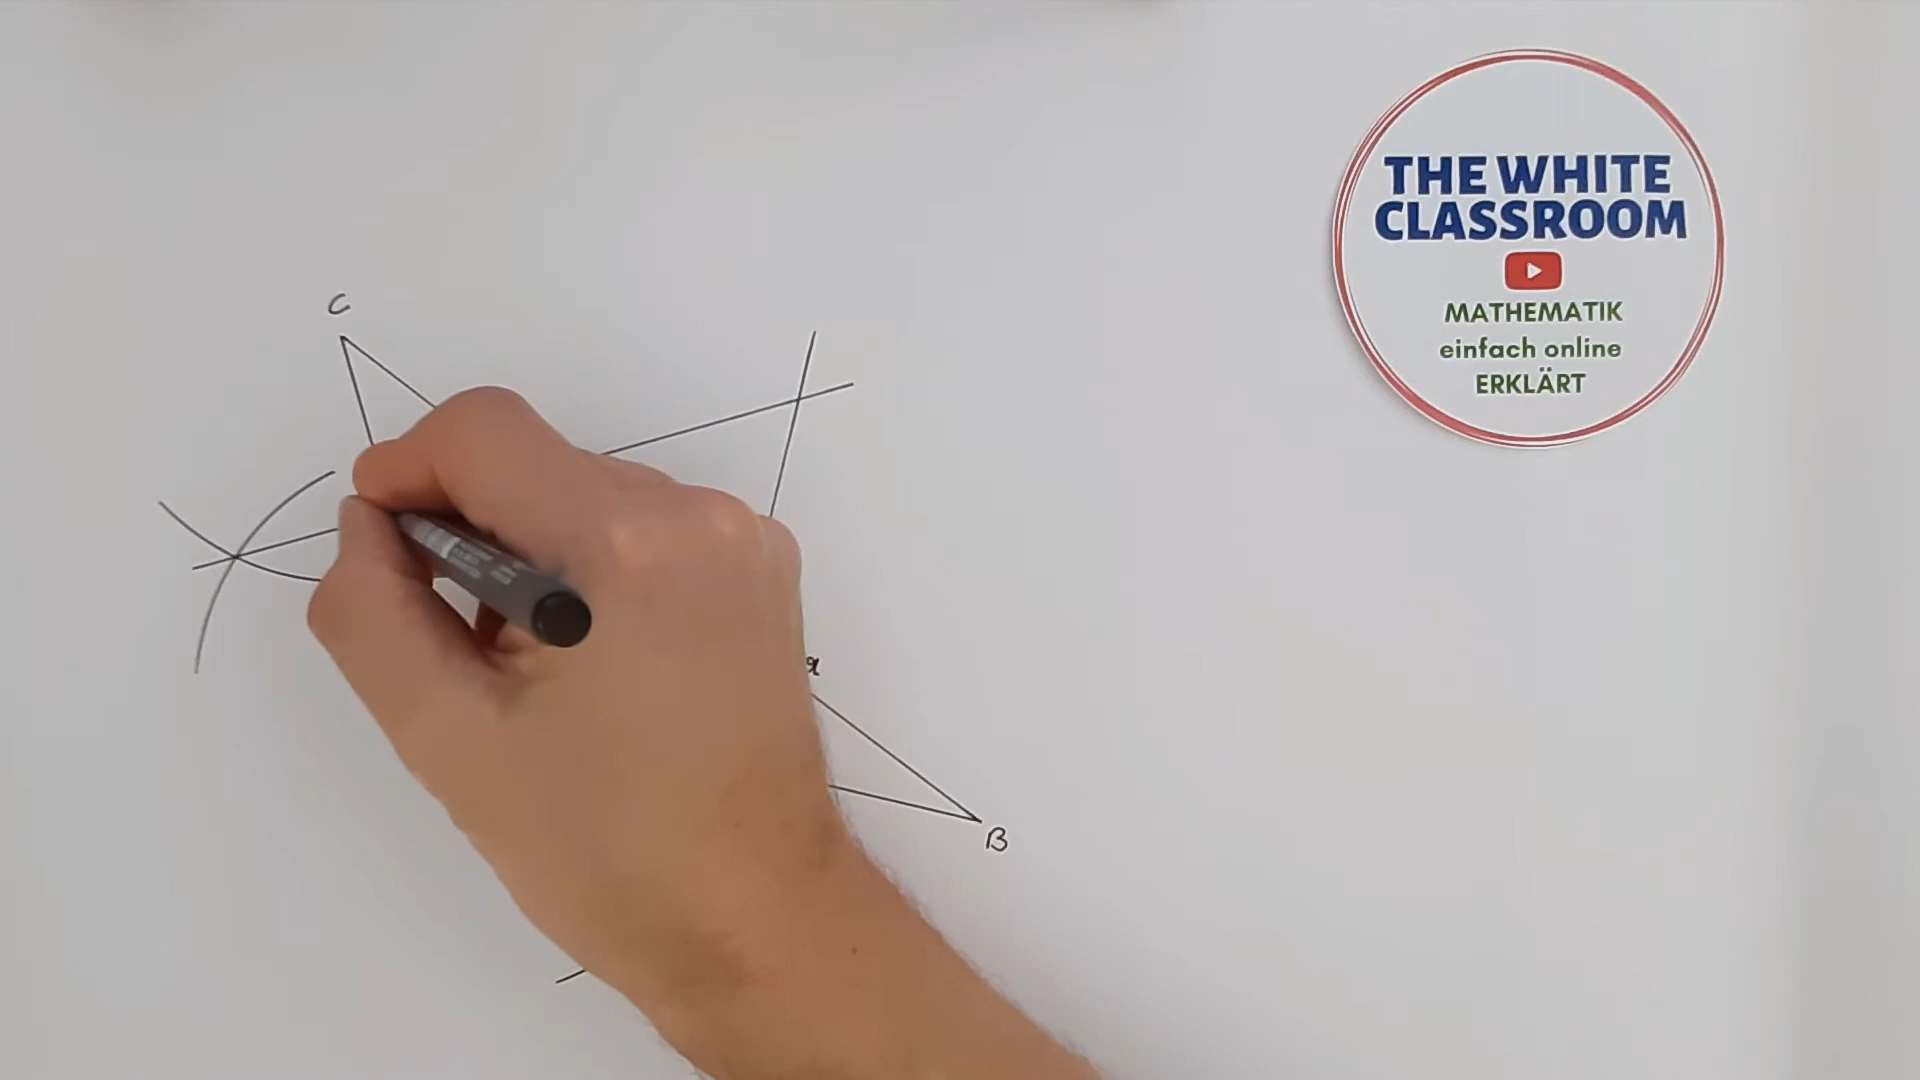 THE WHITE
CLASSROOM
MATHEMATIK
einfach online
ERKLÄRT
C
a
B